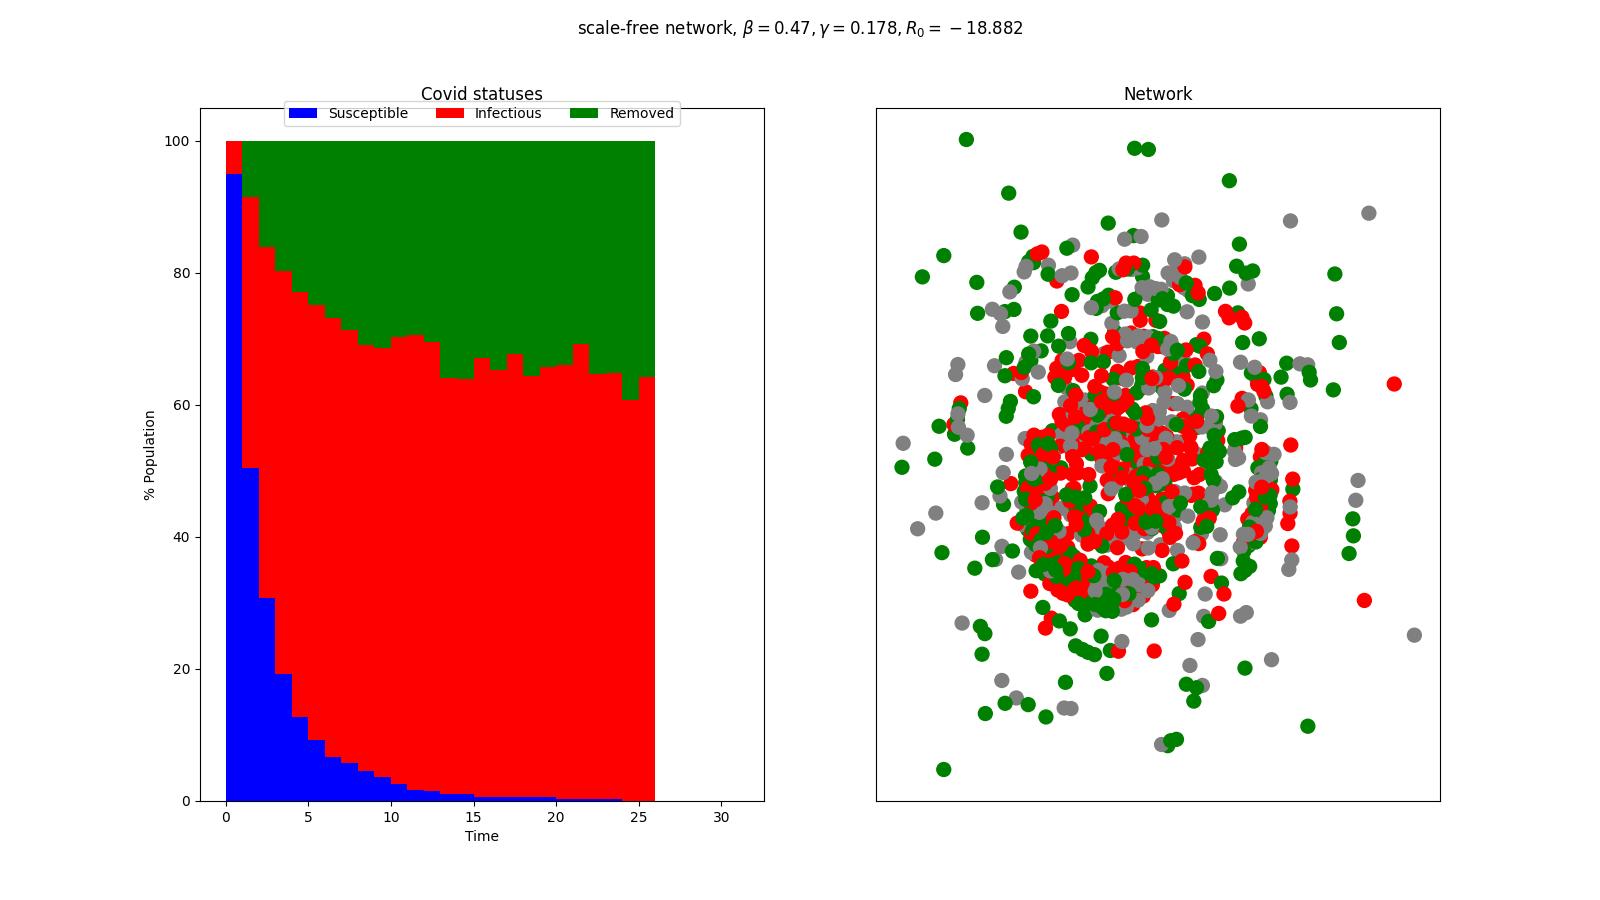 scale-free network, β = 0.47, γ = 0.178, R₀ = − 18.882
Covid statuses
Susceptible Infectious Removed
100
80
60
40
20
0
% Population
0 5 10 15 20 25 30
Time
Network